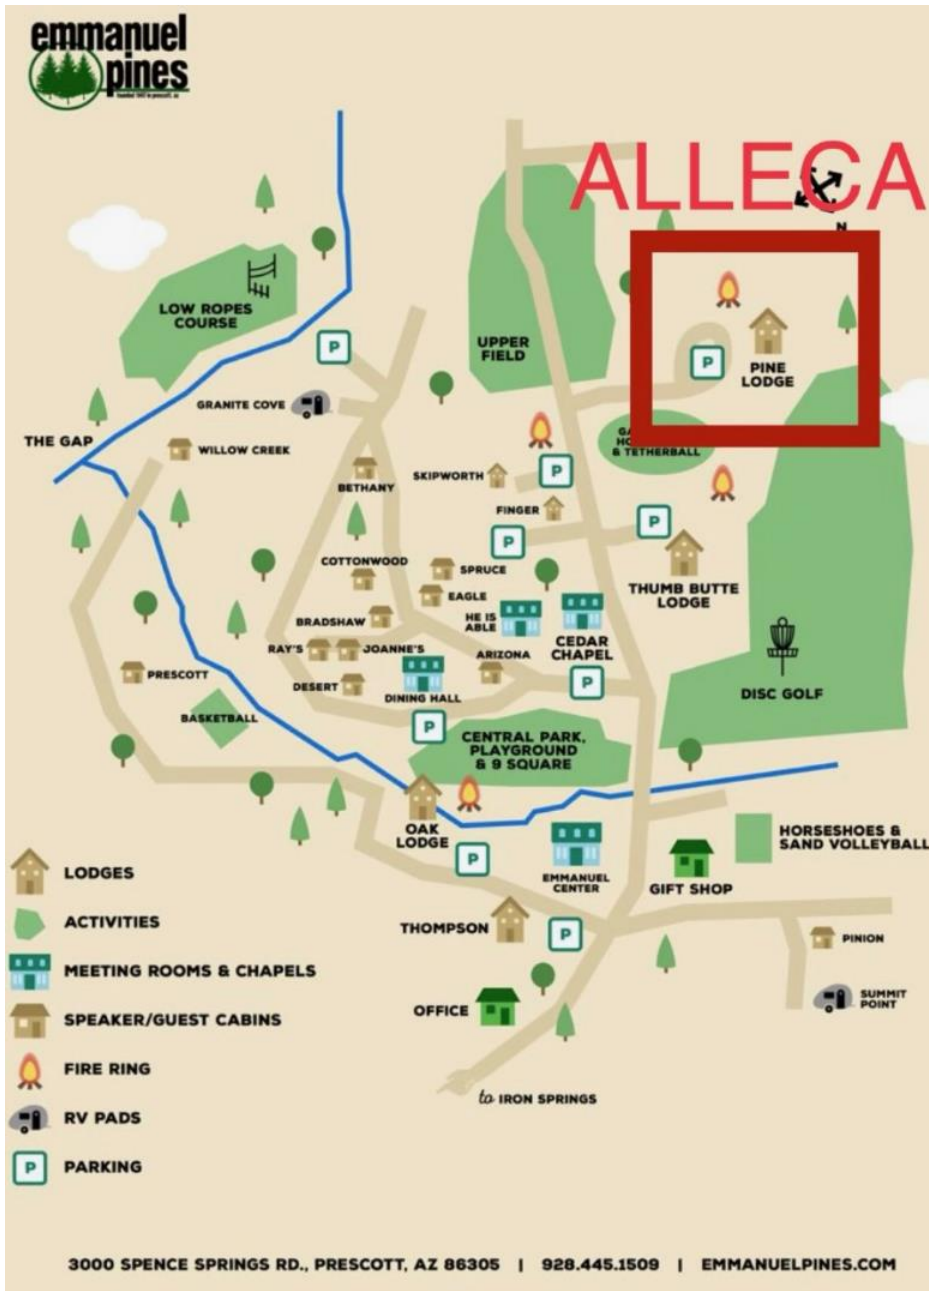 emmanuel
pines
ALLECA
N
LOW ROPES
COURSE
UPPER
FIELD
P
P
PINE
LODGE
GRANITE COVE
THE GAP
WILLOW CREEK
BETHANY
SKIPWORTH
P
& TETHERBALL
FINGER
P
P
COTTONWOOD
SPRUCE
THUMB BUTTE
LODGE
EAGLE
BRADSHAW
HE IS
ABLE
CEDAR
CHAPEL
RAY'S
JOANNE'S
ARIZONA
PRESCOTT
DESERT
DINING HALL
P
DISC GOLF
BASKETBALL
P
CENTRAL PARK,
PLAYGROUND
& 9 SQUARE
OAK
LODGE
P
EMMANUEL
CENTER
GIFT SHOP
HORSESHOES &
SAND VOLLEYBALL
THOMPSON
P
PINION
OFFICE
SUMMIT
POINT
to IRON SPRINGS
LODGES
ACTIVITIES
MEETING ROOMS & CHAPELS
SPEAKER/GUEST CABINS
FIRE RING
RV PADS
P PARKING
3000 SPENCE SPRINGS RD., PRESCOTT, AZ 86305 | 928.445.1509 | EMMANUELPINES.COM